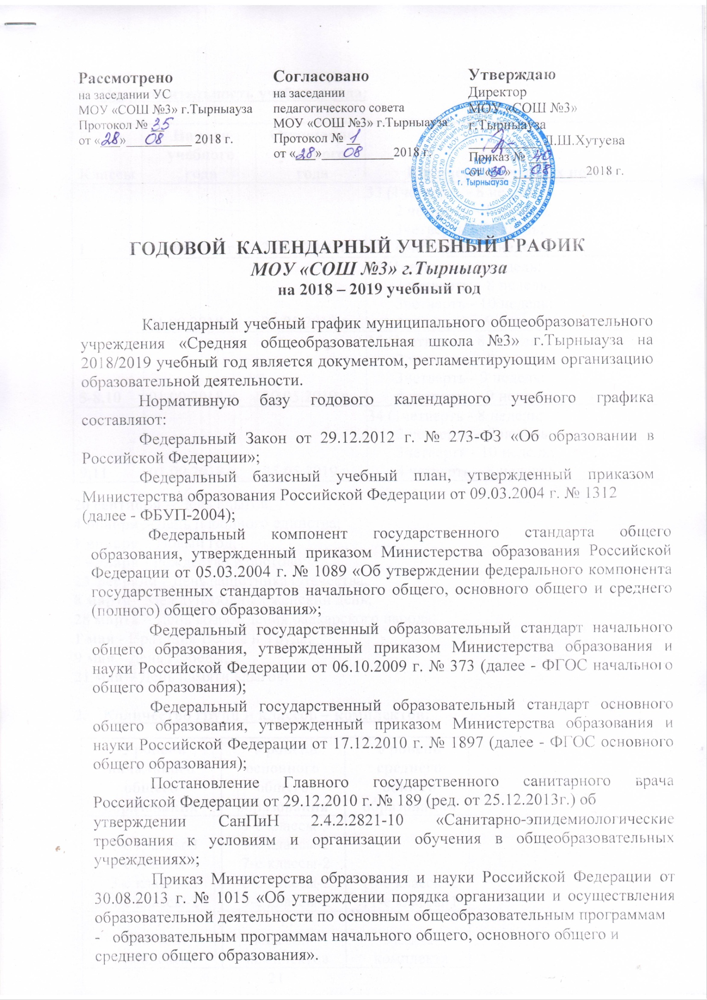 Рассмотрено
на заседании УС
МОУ «СОШ №3» г.Тырныауза
Протокол № 35
от «28» 08 2018 г.
Согласовано
на заседании
педагогического совета
МОУ «СОШ №3» г.Тырныауза
Протокол № 1
от «28» 08 2018 г.
Утверждаю
Директор
МОУ «СОШ №3»
г.Тырныауза
Л.Ш.Хутуева
Приказ №
от «30» 08 2018 г.
МОУ
«СОШ №3»
г. Тырныауза
ГОДОВОЙ КАЛЕНДАРНЫЙ УЧЕБНЫЙ ГРАФИК
МОУ «СОШ №3» г.Тырныауза
на 2018 – 2019 учебный год
Календарный учебный график муниципального общеобразовательного
учреждения «Средняя общеобразовательная школа №3» г.Тырныауза на
2018/2019 учебный год является документом, регламентирующим организацию
образовательной деятельности.
Нормативную базу годового календарного учебного графика
составляют:
Федеральный Закон от 29.12.2012 г. № 273-ФЗ «Об образовании в
Российской Федерации»;
Федеральный базисный учебный план, утвержденный приказом
Министерства образования Российской Федерации от 09.03.2004 г. № 1312
(далее - ФБУП-2004);
Федеральный компонент государственного стандарта общего
образования, утвержденный приказом Министерства образования Российской
Федерации от 05.03.2004 г. № 1089 «Об утверждении федерального компонента
государственных стандартов начального общего, основного общего и среднего
(полного) общего образования»;
Федеральный государственный образовательный стандарт начального
общего образования, утвержденный приказом Министерства образования и
науки Российской Федерации от 06.10.2009 г. № 373 (далее - ФГОС начального
общего образования);
Федеральный государственный образовательный стандарт основного
общего образования, утвержденный приказом Министерства образования и
науки Российской Федерации от 17.12.2010 г. № 1897 (далее - ФГОС основного
общего образования);
Постановление Главного государственного санитарного врача
Российской Федерации от 29.12.2010 г. № 189 (ред. от 25.12.2013г.) об
утверждении СанПиН 2.4.2.2821-10 «Санитарно-эпидемиологические
требования к условиям и организации обучения в общеобразовательных
учреждениях»;
Приказ Министерства образования и науки Российской Федерации от
30.08.2013 г. № 1015 «Об утверждении порядка организации и осуществления
образовательной деятельности по основным общеобразовательным программам
- образовательным программам начального общего, основного общего и
среднего общего образования».